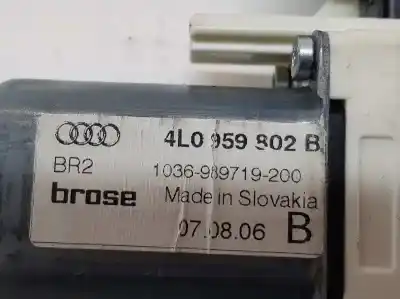 4L0 959 802 B
BR2 1036-989719-200
brose Made in Slovakia
07.08.06 B